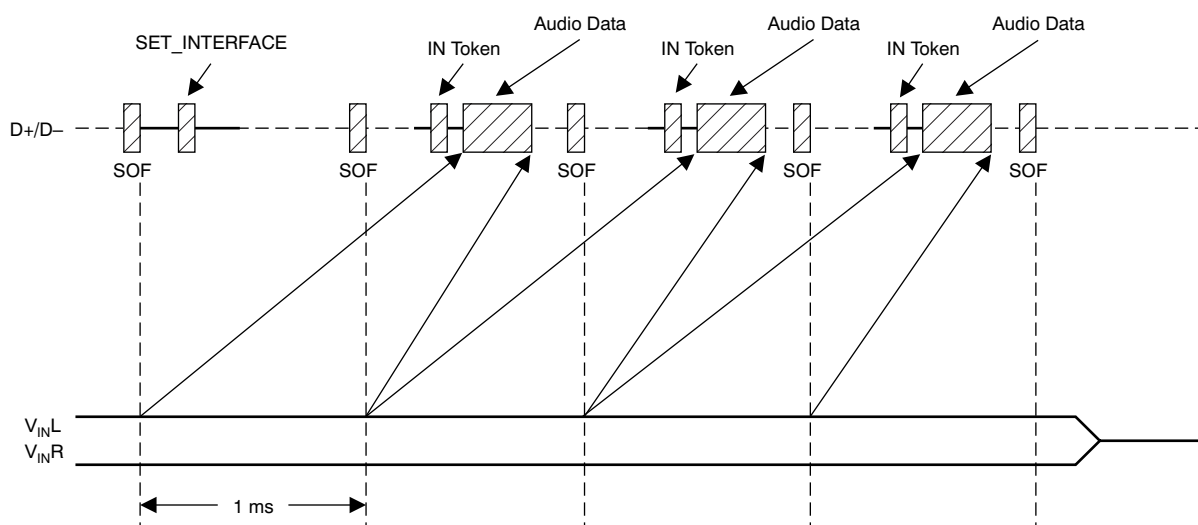 Audio Data
Audio Data
Audio Data
SET_INTERFACE
IN Token
IN Token
IN Token
D+/D–
SOF
SOF
SOF
SOF
SOF
VINL
VINR
1 ms